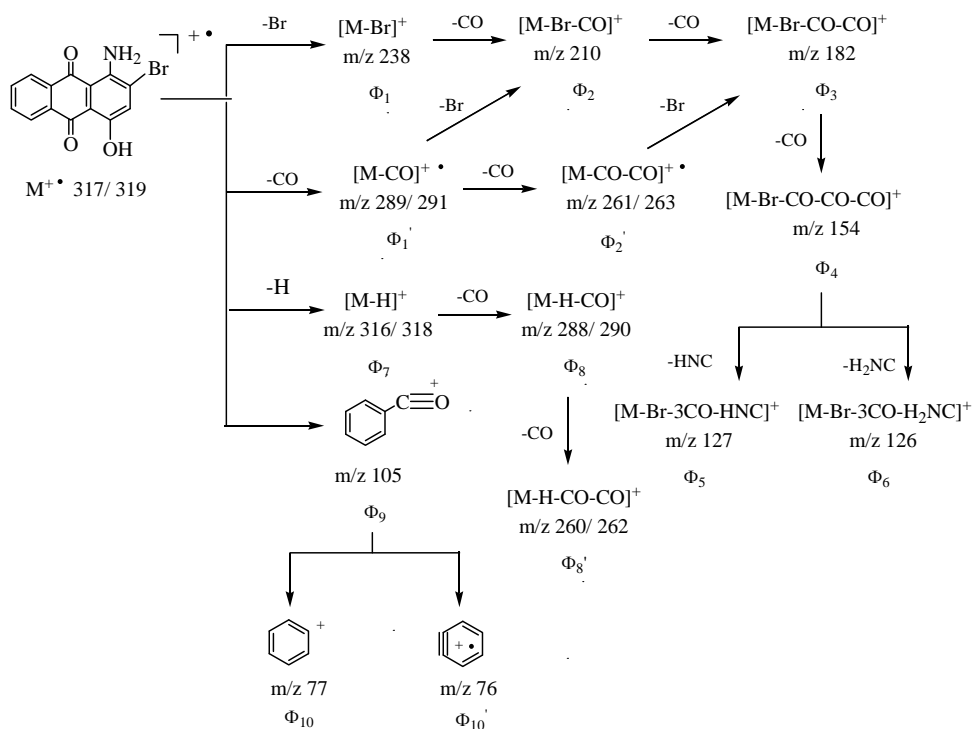 -Br
[M-Br]⁺
m/z 238
Φ₁
-CO
[M-Br-CO]⁺
m/z 210
Φ₂
-CO
[M-Br-CO-CO]⁺
m/z 182
Φ₃
O
NH₂
Br
O
OH
+ •
M⁺• 317/ 319
-Br
-Br
-CO
-CO
[M-CO]⁺ •
m/z 289/ 291
Φ₁'
-CO
[M-CO-CO]⁺ •
m/z 261/ 263
Φ₂'
[M-Br-CO-CO-CO]⁺
m/z 154
Φ₄
-H
[M-H]⁺
m/z 316/ 318
Φ₇
-CO
[M-H-CO]⁺
m/z 288/ 290
Φ₈
-HNC
-H₂NC
[M-Br-3CO-HNC]⁺
m/z 127
Φ₅
[M-Br-3CO-H₂NC]⁺
m/z 126
Φ₆
+
C≡O
m/z 105
Φ₉
-CO
[M-H-CO-CO]⁺
m/z 260/ 262
Φ₈'
+
m/z 77
Φ₁₀
+ •
m/z 76
Φ₁₀'